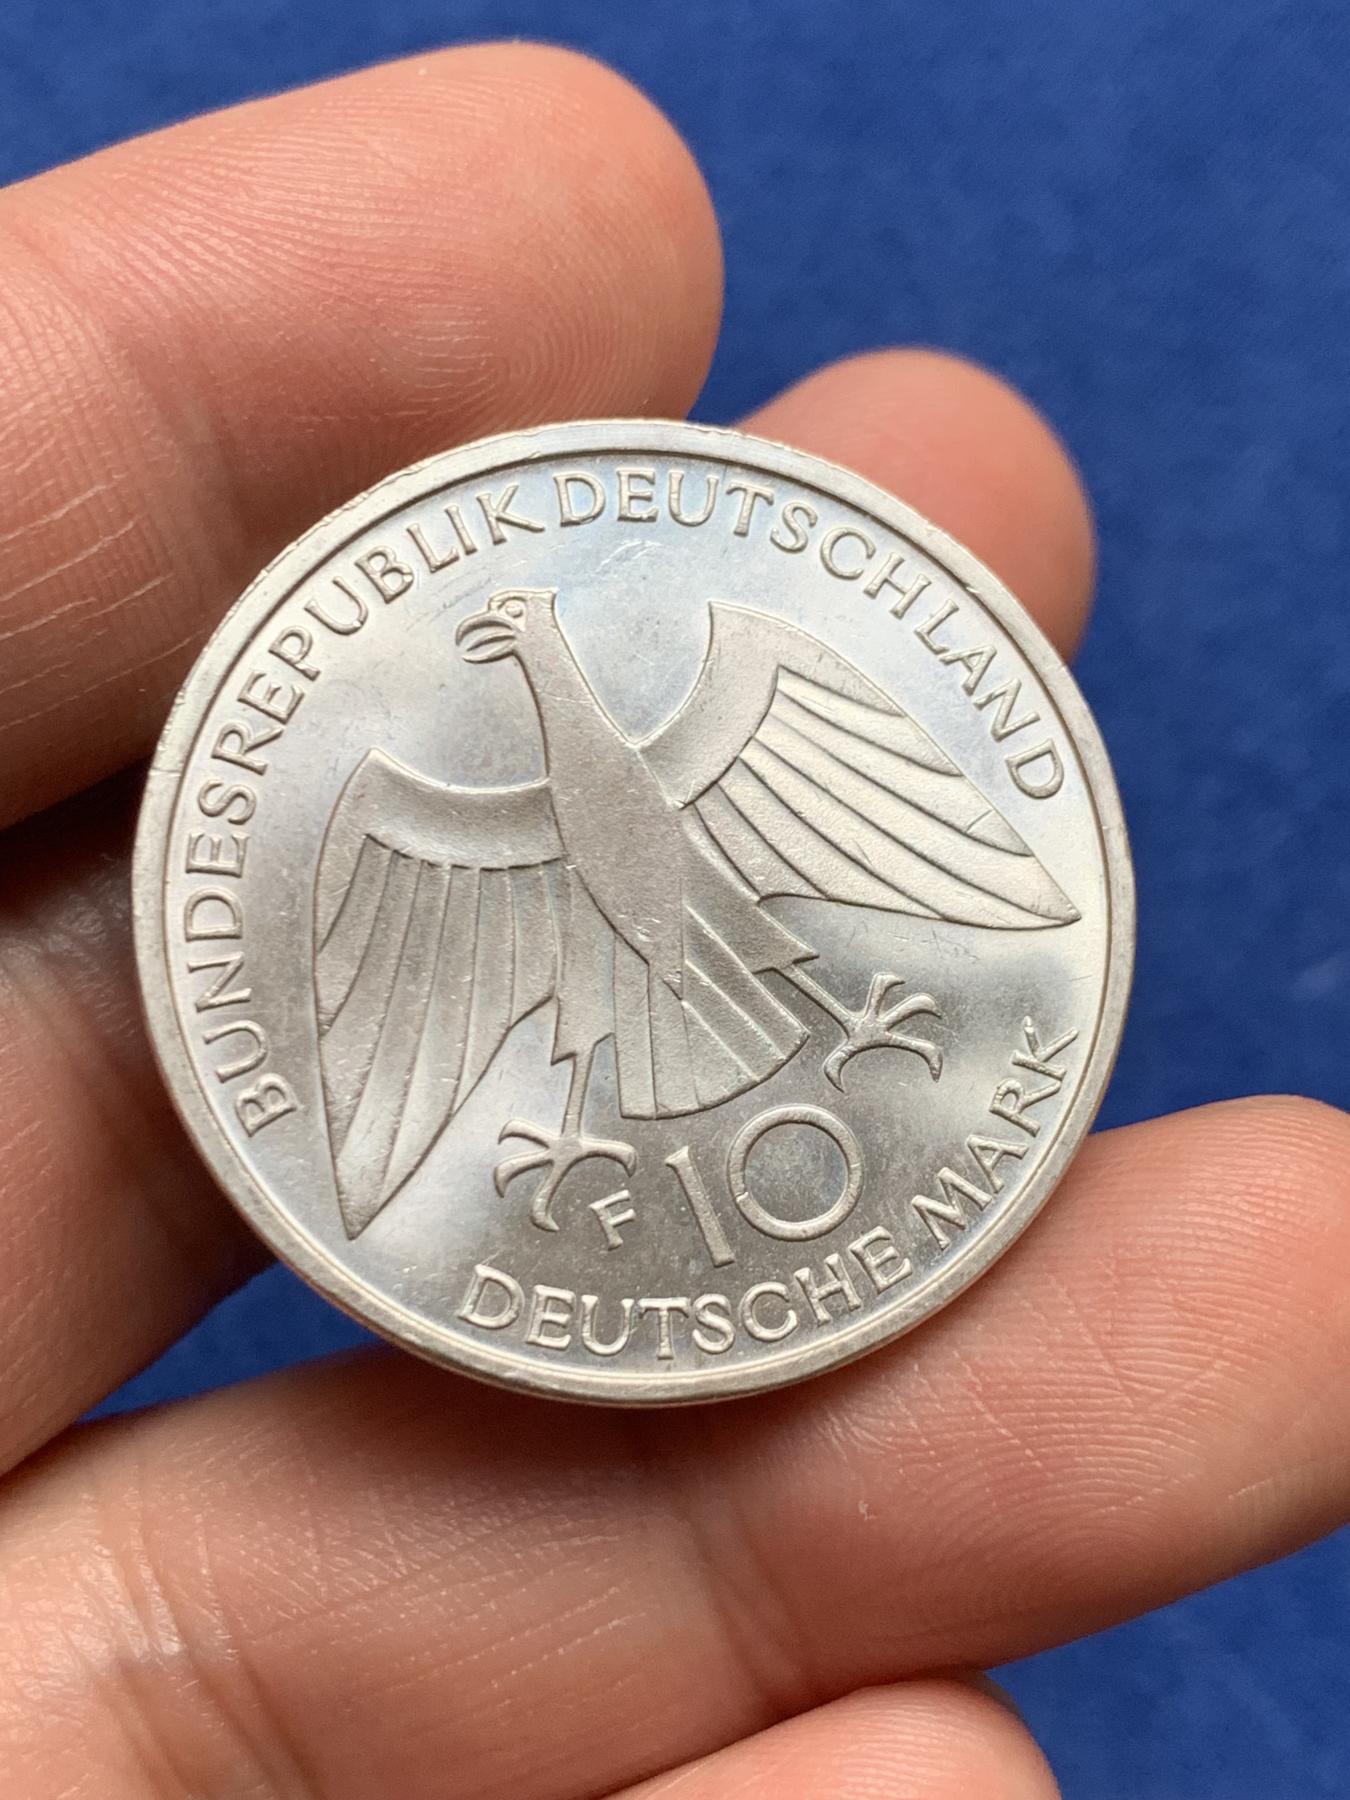 BUNDESREPUBLIK DEUTSCHLAND
F 10
DEUTSCHE MARK